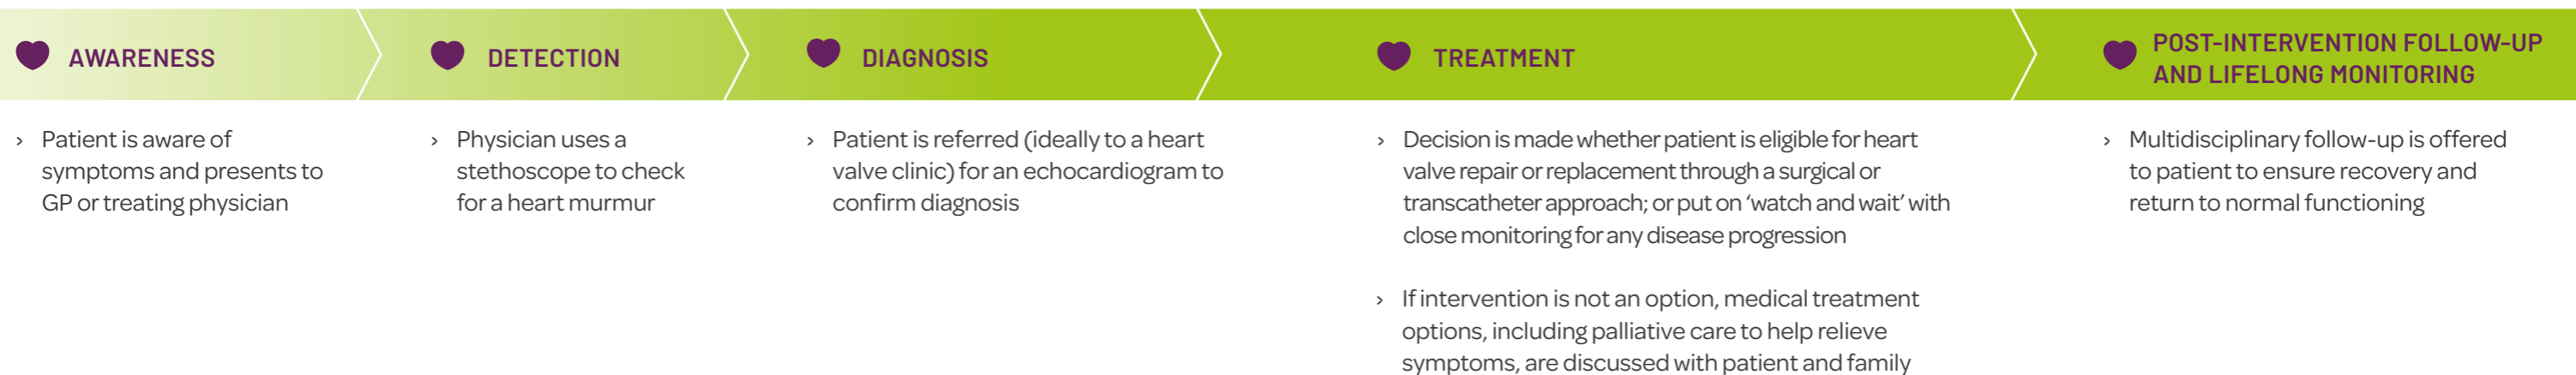 AWARENESS
› Patient is aware of
symptoms and presents to
GP or treating physician
DETECTION
› Physician uses a
stethoscope to check
for a heart murmur
DIAGNOSIS
› Patient is referred (ideally to a heart
valve clinic) for an echocardiogram to
confirm diagnosis
TREATMENT
› Decision is made whether patient is eligible for heart
valve repair or replacement through a surgical or
transcatheter approach; or put on ‘watch and wait’ with
close monitoring for any disease progression
› If intervention is not an option, medical treatment
options, including palliative care to help relieve
symptoms, are discussed with patient and family
POST-INTERVENTION FOLLOW-UP
AND LIFELONG MONITORING
› Multidisciplinary follow-up is offered
to patient to ensure recovery and
return to normal functioning